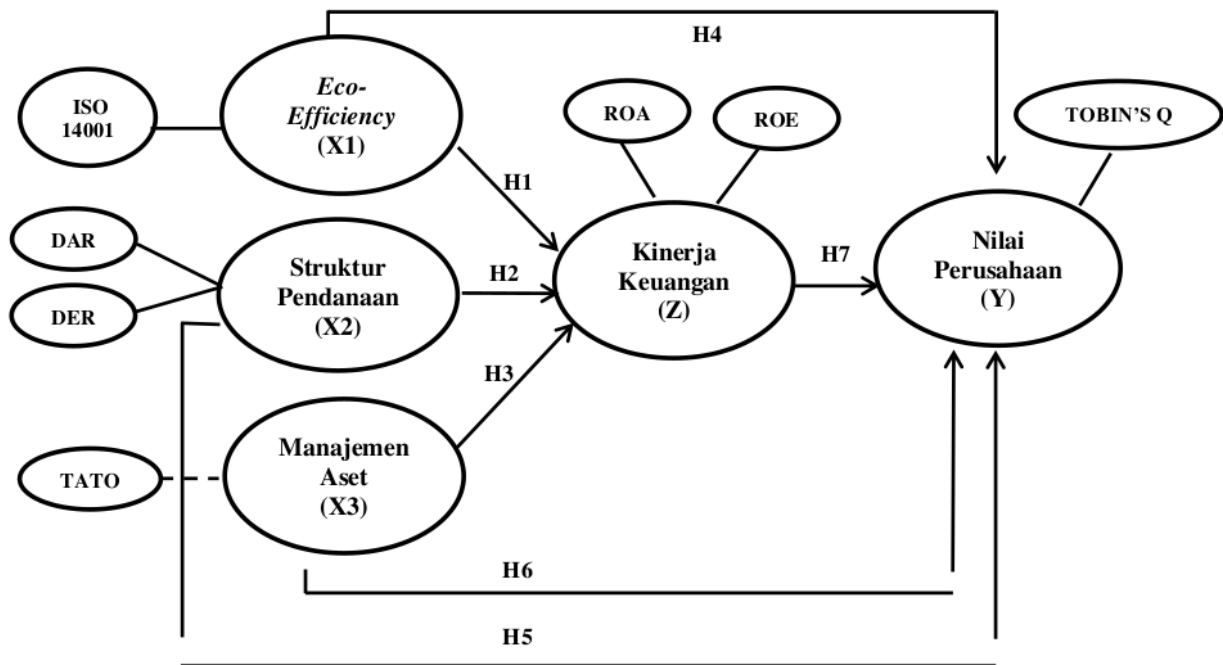 H4
ISO
14001
Eco-
Efficiency
(X1)
ROA
ROE
TOBIN’S Q
H1
DAR
DER
Struktur
Pendanaan
(X2)
H2
Kinerja
Keuangan
(Z)
H7
Nilai
Perusahaan
(Y)
H3
TATO
Manajemen
Aset
(X3)
H6
H5